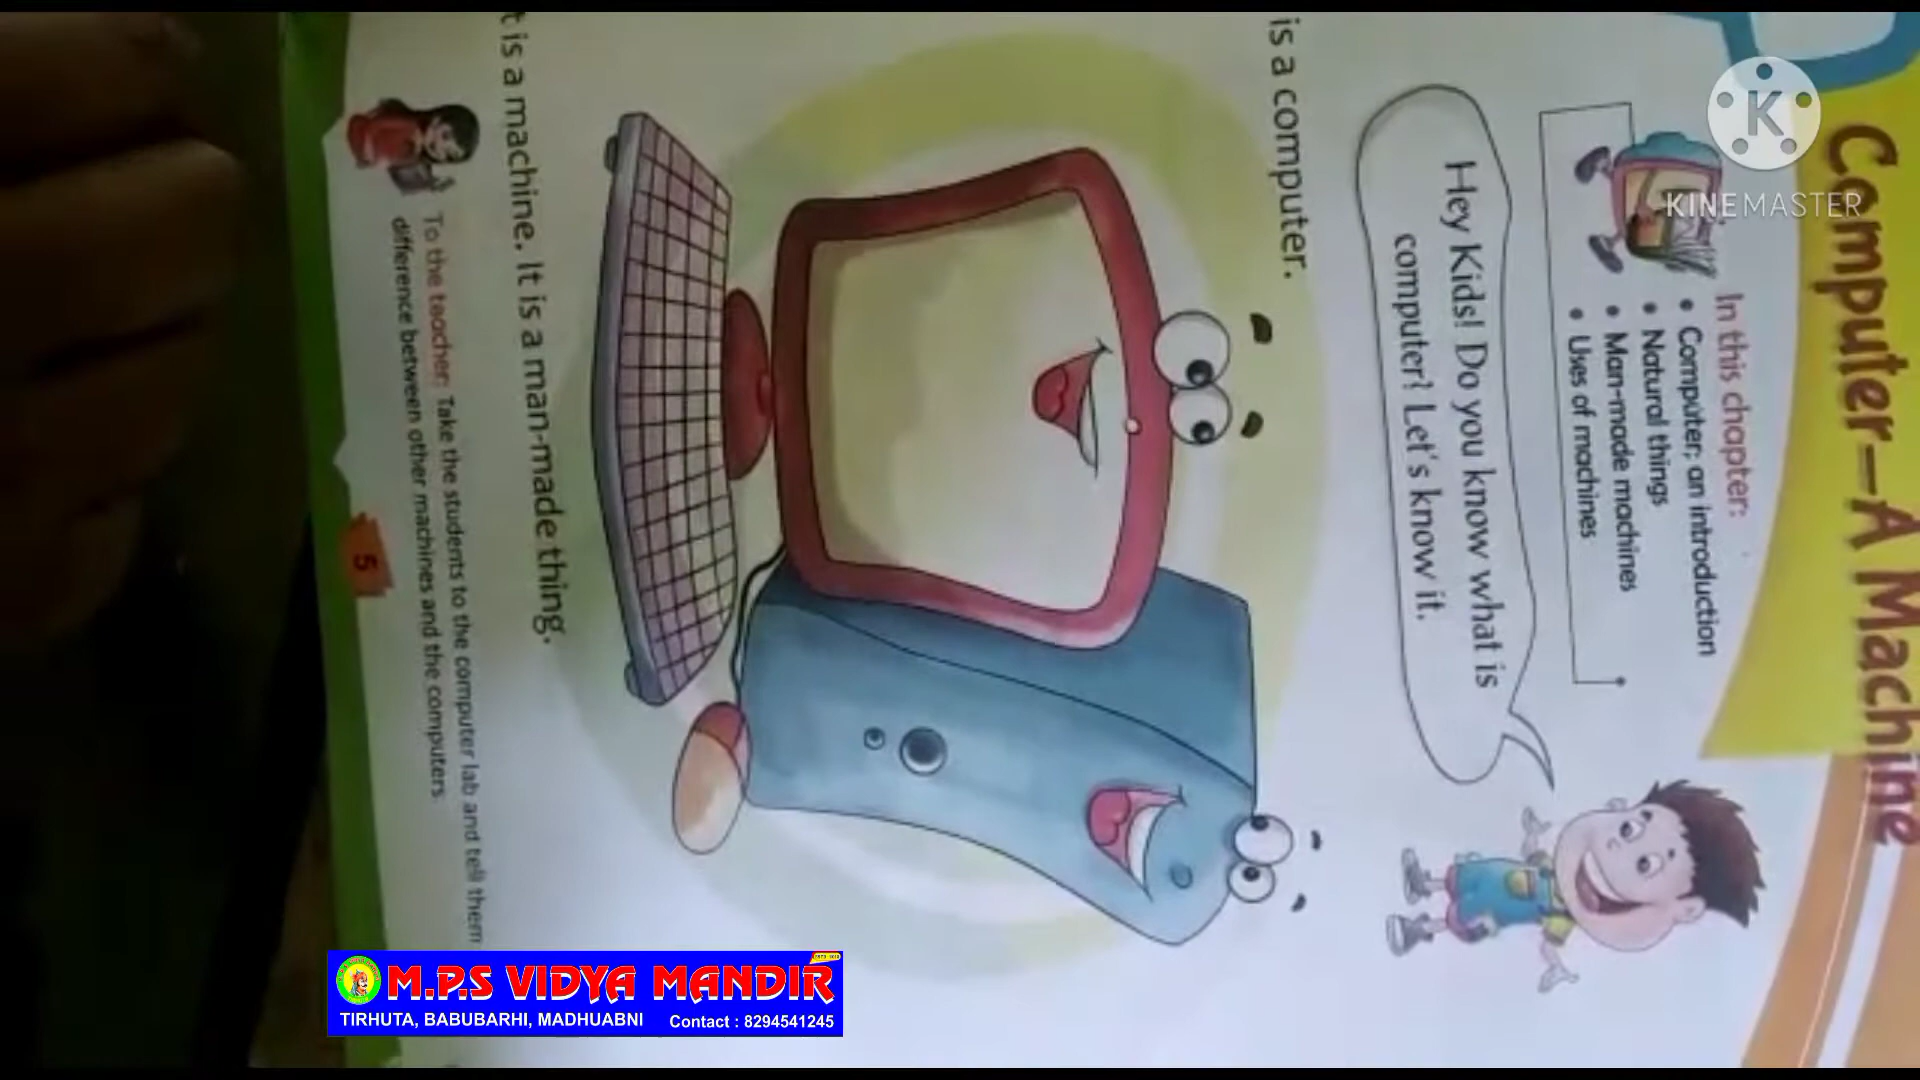 Computer–A Machine
In this chapter:
• Computer: an introduction
• Natural things
• Man-made machines
• Uses of machines
Hey Kids! Do you know what is
computer? Let's know it.
is a computer.
t is a machine. It is a man-made thing.
To the teacher: Take the students to the computer lab and tell them
difference between other machines and the computers.
5
K
KINEMASTER
M.P.S VIDYA MANDIR
TIRHUTA, BABUBARHI, MADHUABNI Contact : 8294541245